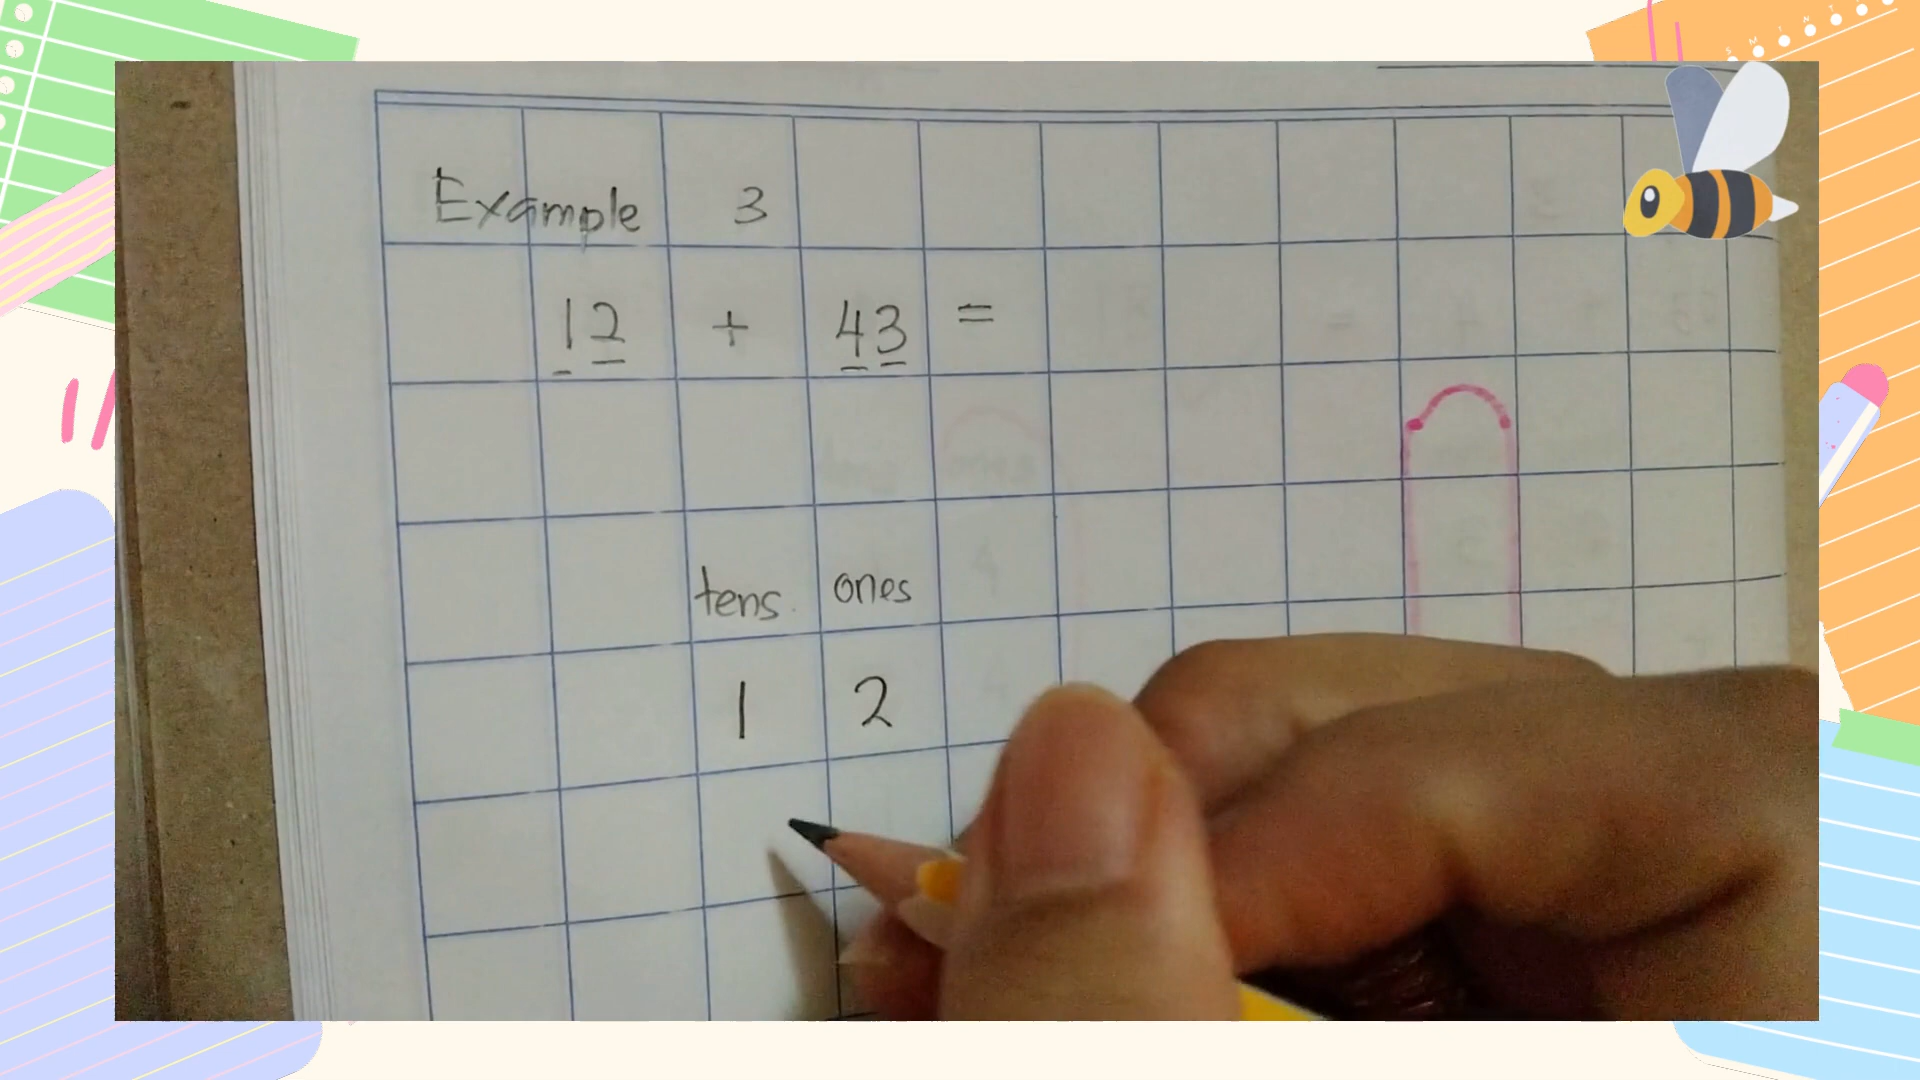 Example 3
12 + 43 =
tens ones
1 2